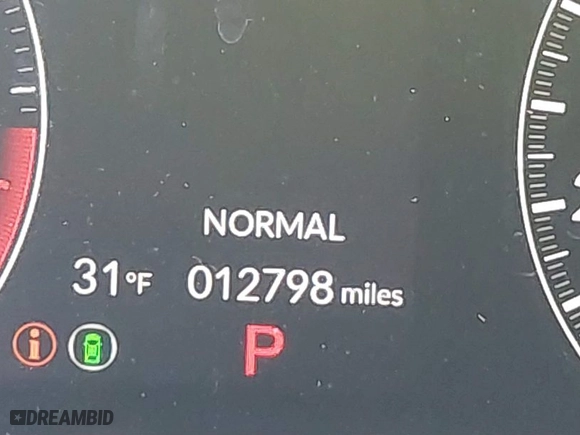 NORMAL
31°F 012798 miles
i P
DREAMBID